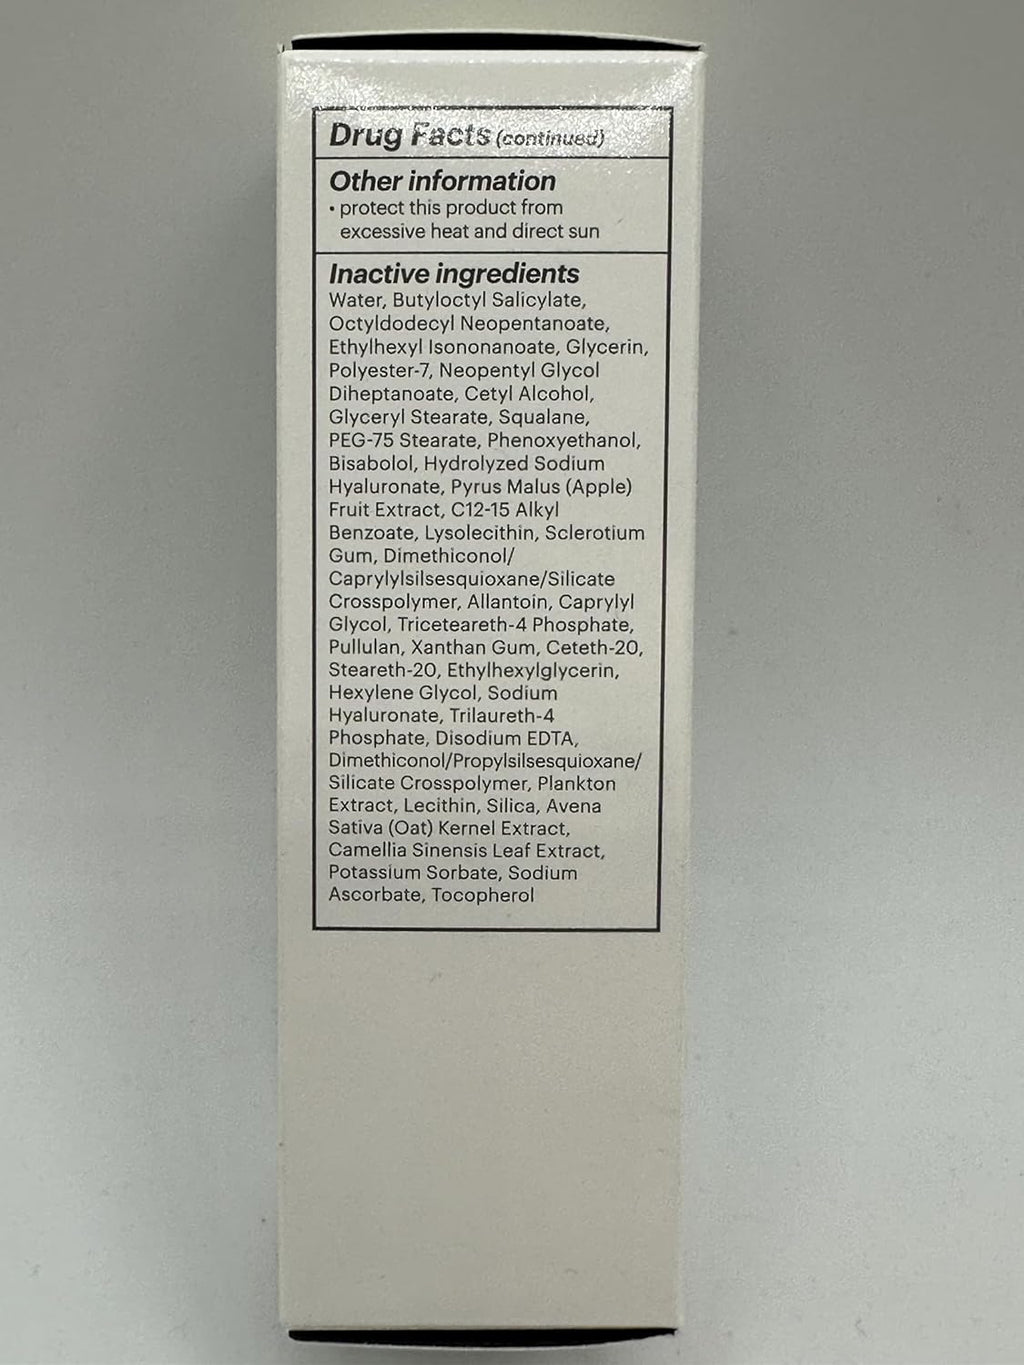 Drug Facts (continued)
Other information
• protect this product from
excessive heat and direct sun
Inactive ingredients
Water, Butyloctyl Salicylate,
Octyldodecyl Neopentanoate,
Ethylhexyl Isononanoate, Glycerin,
Polyester-7, Neopentyl Glycol
Diheptanoate, Cetyl Alcohol,
Glyceryl Stearate, Squalane,
PEG-75 Stearate, Phenoxyethanol,
Bisabolol, Hydrolyzed Sodium
Hyaluronate, Pyrus Malus (Apple)
Fruit Extract, C12-15 Alkyl
Benzoate, Lysolecithin, Sclerotium
Gum, Dimethiconol/
Caprylylsilsesquioxane/Silicate
Crosspolymer, Allantoin, Caprylyl
Glycol, Triceteareth-4 Phosphate,
Pullulan, Xanthan Gum, Ceteth-20,
Steareth-20, Ethylhexylglycerin,
Hexylene Glycol, Sodium
Hyaluronate, Trilaureth-4
Phosphate, Disodium EDTA,
Dimethiconol/Propylsilsesquioxane/
Silicate Crosspolymer, Plankton
Extract, Lecithin, Silica, Avena
Sativa (Oat) Kernel Extract,
Camellia Sinensis Leaf Extract,
Potassium Sorbate, Sodium
Ascorbate, Tocopherol